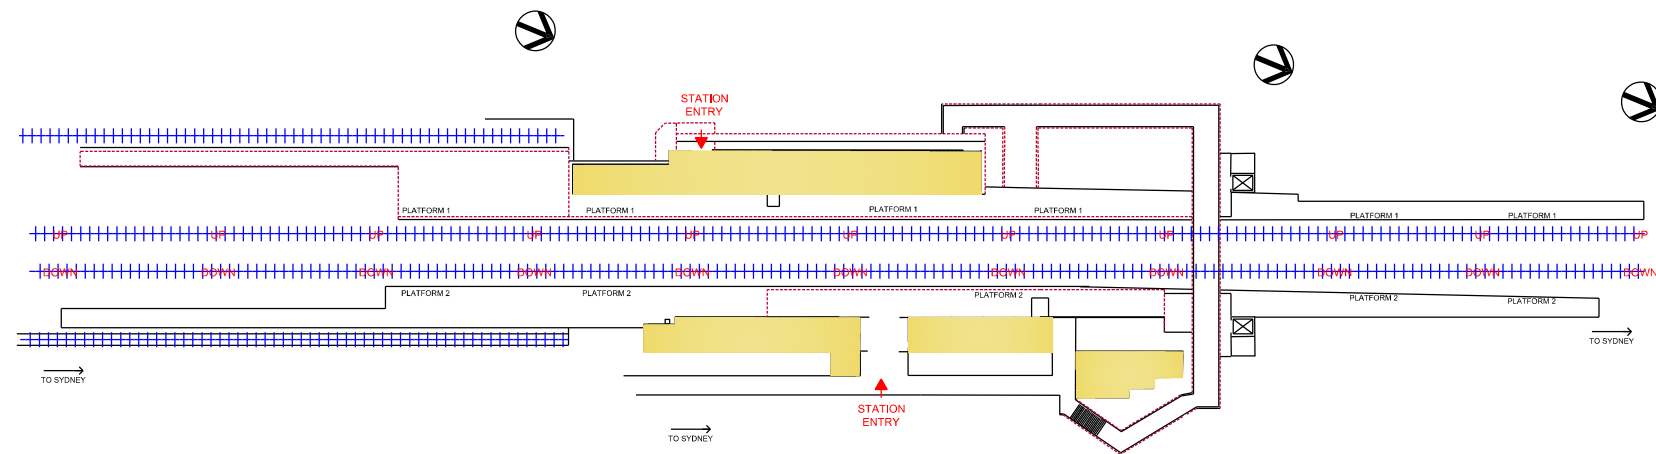 STATION
ENTRY
PLATFORM 1
PLATFORM 1
PLATFORM 1
PLATFORM 1
PLATFORM 1
PLATFORM 1
UP
UP
UP
UP
UP
UP
UP
UP
UP
UP
UP
DOWN
DOWN
DOWN
DOWN
DOWN
DOWN
DOWN
DOWN
DOWN
DOWN
DOWN
PLATFORM 2
PLATFORM 2
PLATFORM 2
PLATFORM 2
PLATFORM 2
TO SYDNEY
TO SYDNEY
STATION
ENTRY
TO SYDNEY